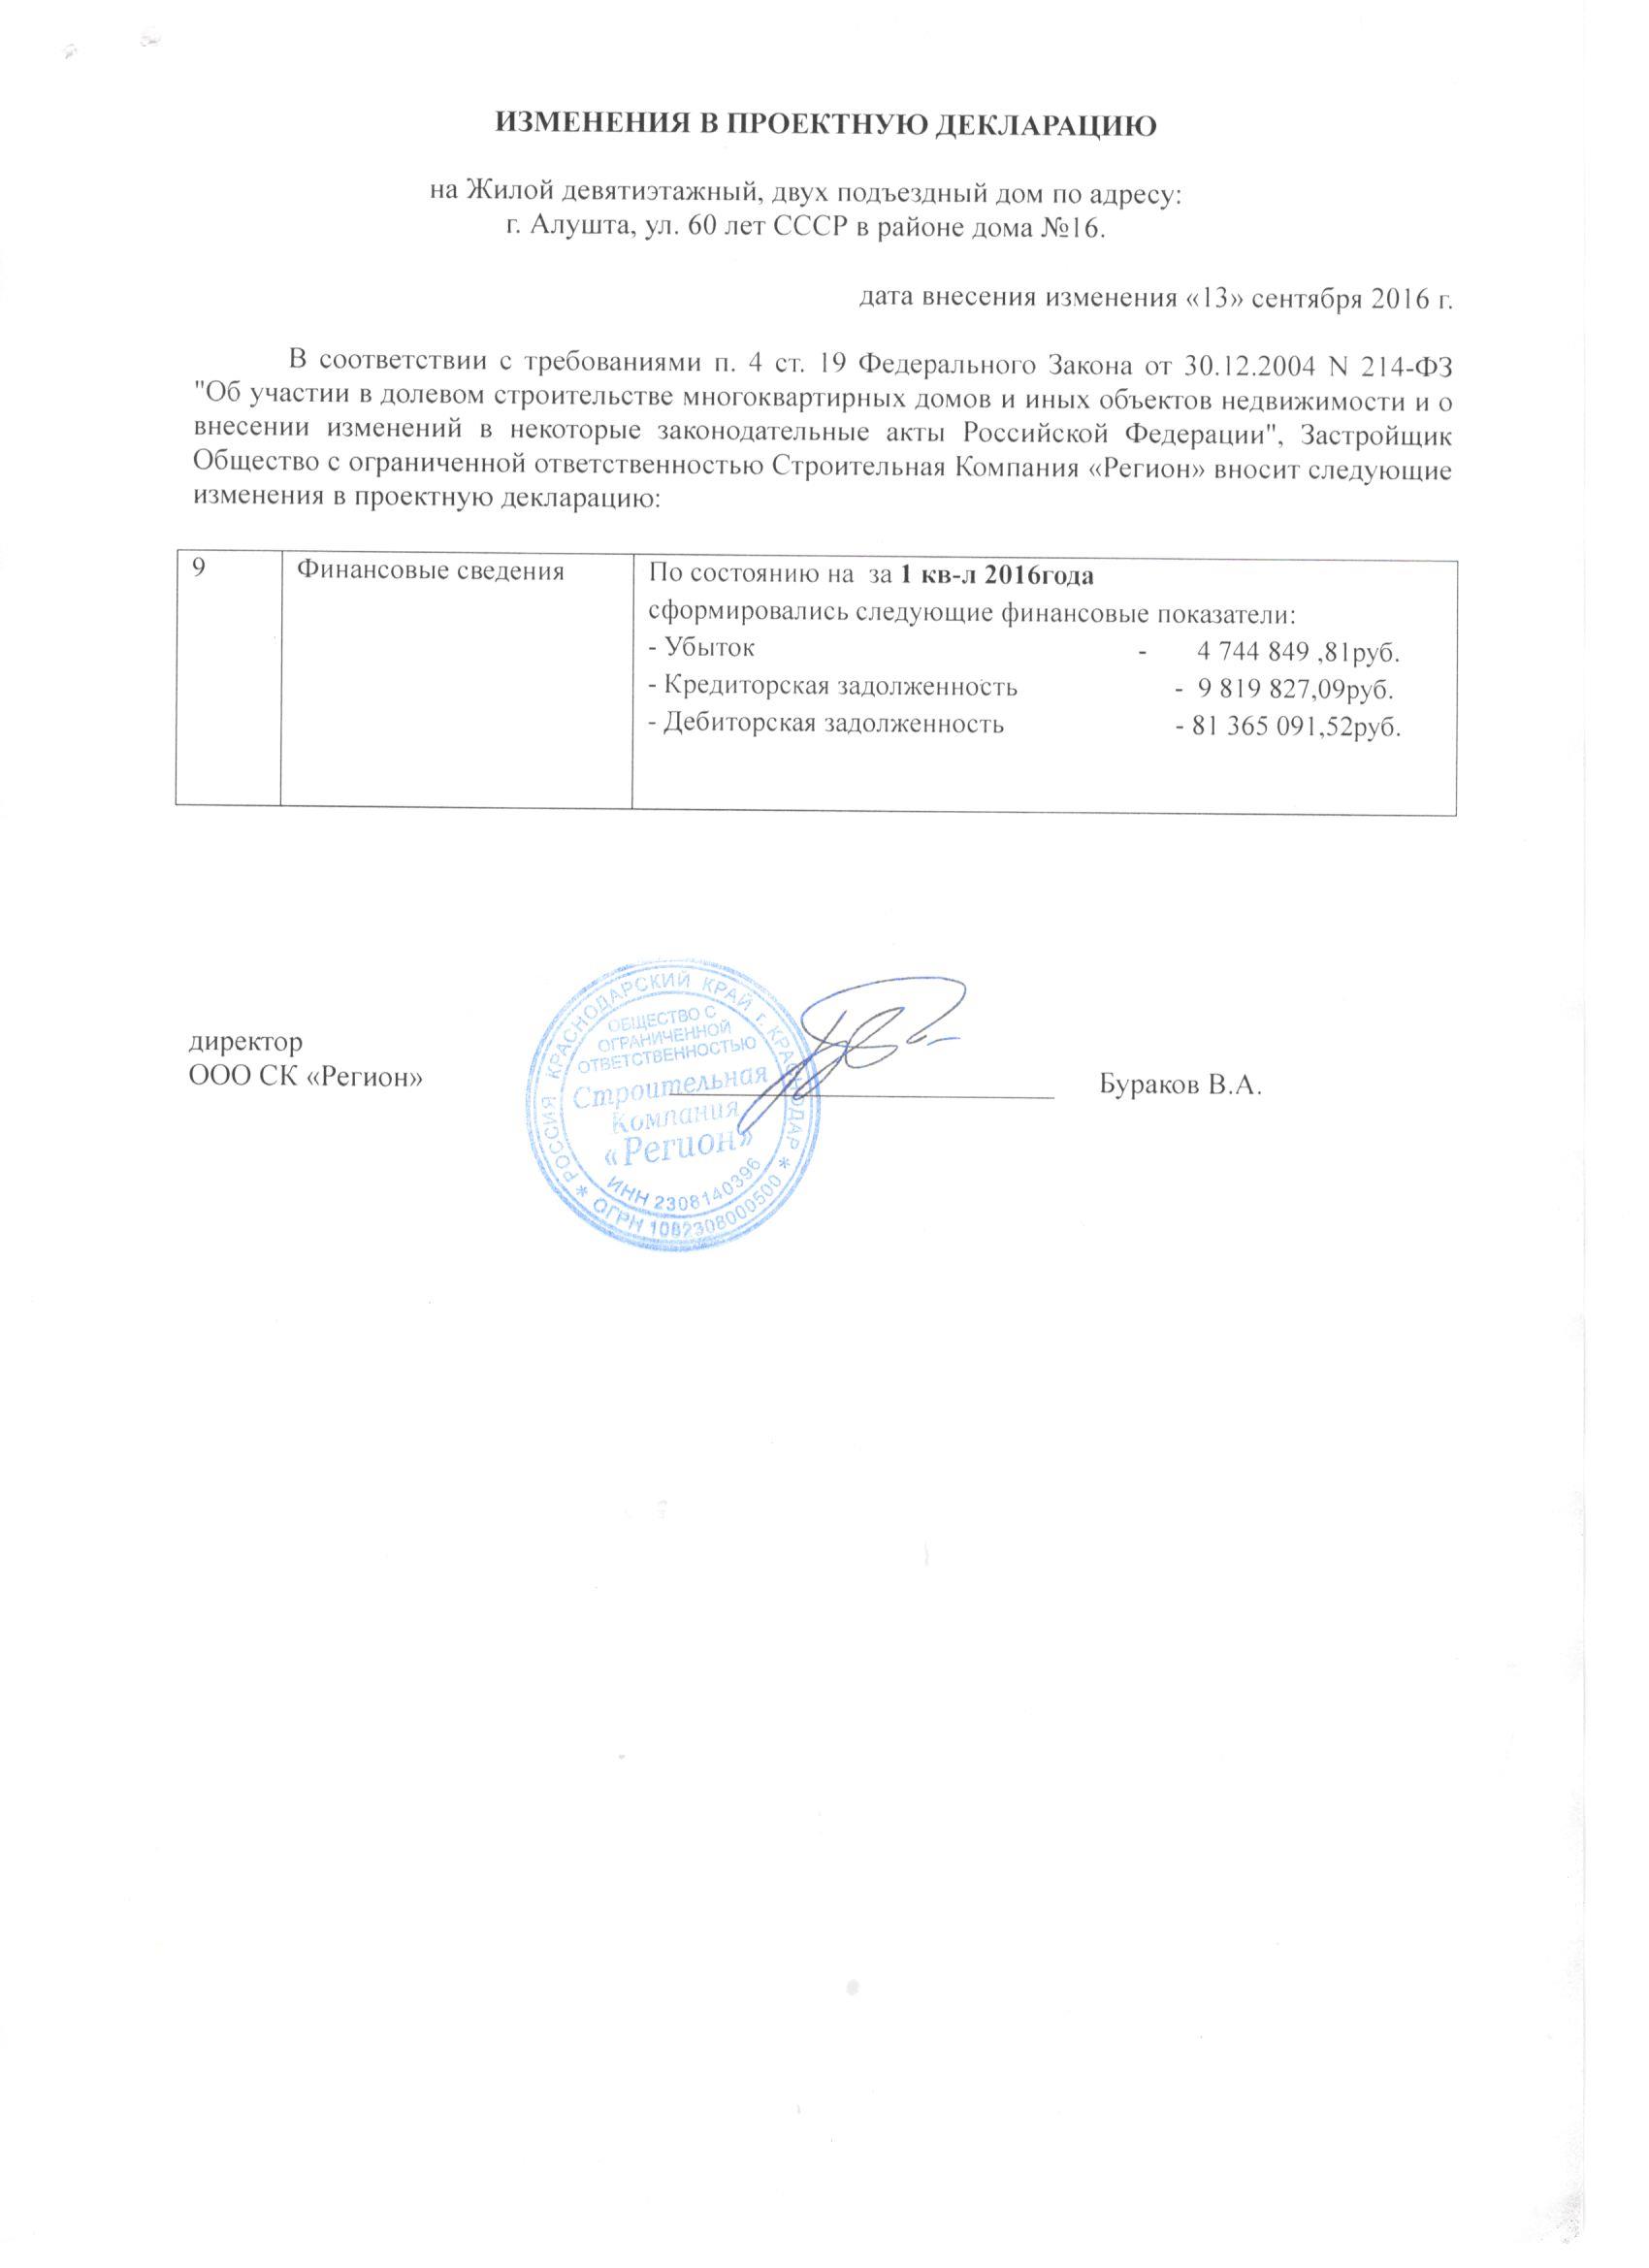 ИЗМЕНЕНИЯ В ПРОЕКТНУЮ ДЕКЛАРАЦИЮ
на Жилой девятиэтажный, двух подъездный дом по адресу:
г. Алушта, ул. 60 лет СССР в районе дома №16.
дата внесения изменения «13» сентября 2016 г.
В соответствии с требованиями п. 4 ст. 19 Федерального Закона от 30.12.2004 N 214-ФЗ
"Об участии в долевом строительстве многоквартирных домов и иных объектов недвижимости и о
внесении изменений в некоторые законодательные акты Российской Федерации", Застройщик
Общество с ограниченной ответственностью Строительная Компания «Регион» вносит следующие
изменения в проектную декларацию:
9 Финансовые сведения По состоянию на за 1 кв-л 2016года
сформировались следующие финансовые показатели:
- Убыток - 4 744 849 ,81руб.
- Кредиторская задолженность - 9 819 827,09руб.
- Дебиторская задолженность - 81 365 091,52руб.
директор
ООО СК «Регион» Бураков В.А.
РОССИЯ КРАСНОДАРСКИЙ КРАЙ г. КРАСНОДАР
ОБЩЕСТВО С
ОГРАНИЧЕННОЙ
ОТВЕТСТВЕННОСТЬЮ
Строительная
Компания
«Регион»
ИНН 2308140396
* ОГРН 1082308000500 *